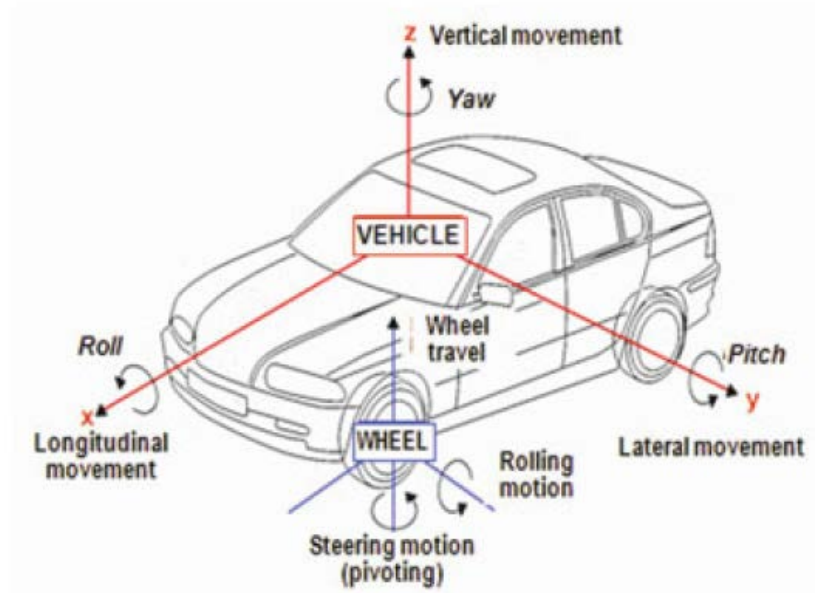 z Vertical movement
Yaw
VEHICLE
Wheel
travel
Roll
Pitch
x
y
Longitudinal
movement
WHEEL
Lateral movement
Rolling
motion
Steering motion
(pivoting)